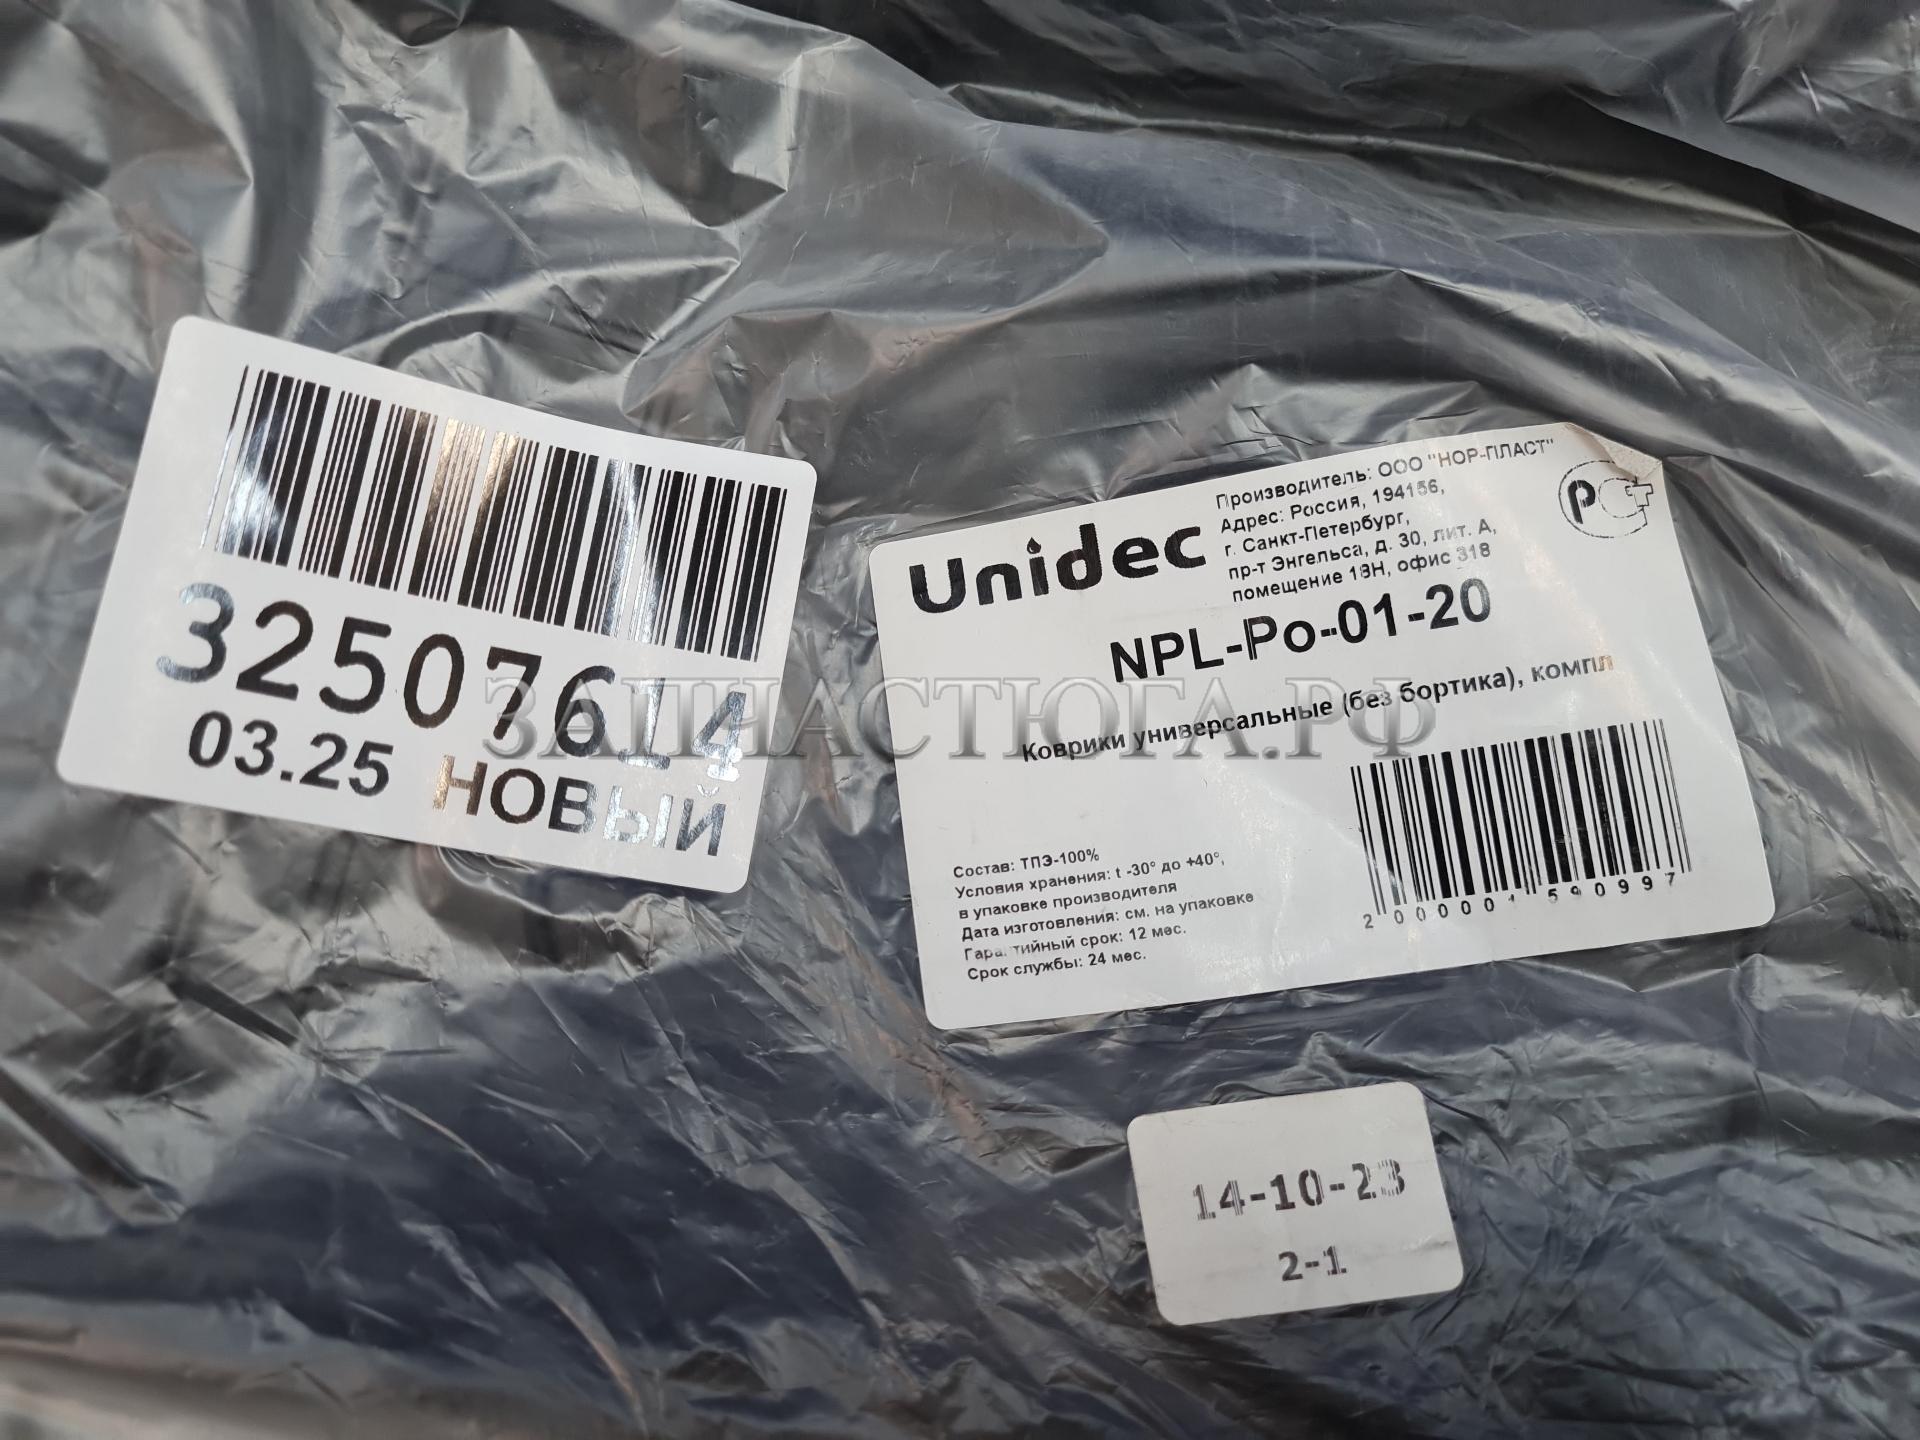 32507614
03.25 НОВЫЙ
Unidec
Производитель: ООО "НОР-ПЛАСТ"
Адрес: Россия, 194156,
г. Санкт-Петербург,
пр-т Энгельса, д. 30, лит. А,
помещение 18Н, офис 318
РСТ
NPL-Po-01-20
Коврики универсальные (без бортика), компл
Состав: ТПЭ-100%
Условия хранения: t -30° до +40°,
в упаковке производителя
Дата изготовления: см. на упаковке
Гарантийный срок: 12 мес.
Срок службы: 24 мес.
2000001590997
14-10-23
2-1
ЗАПЧАСТЮГА.РФ